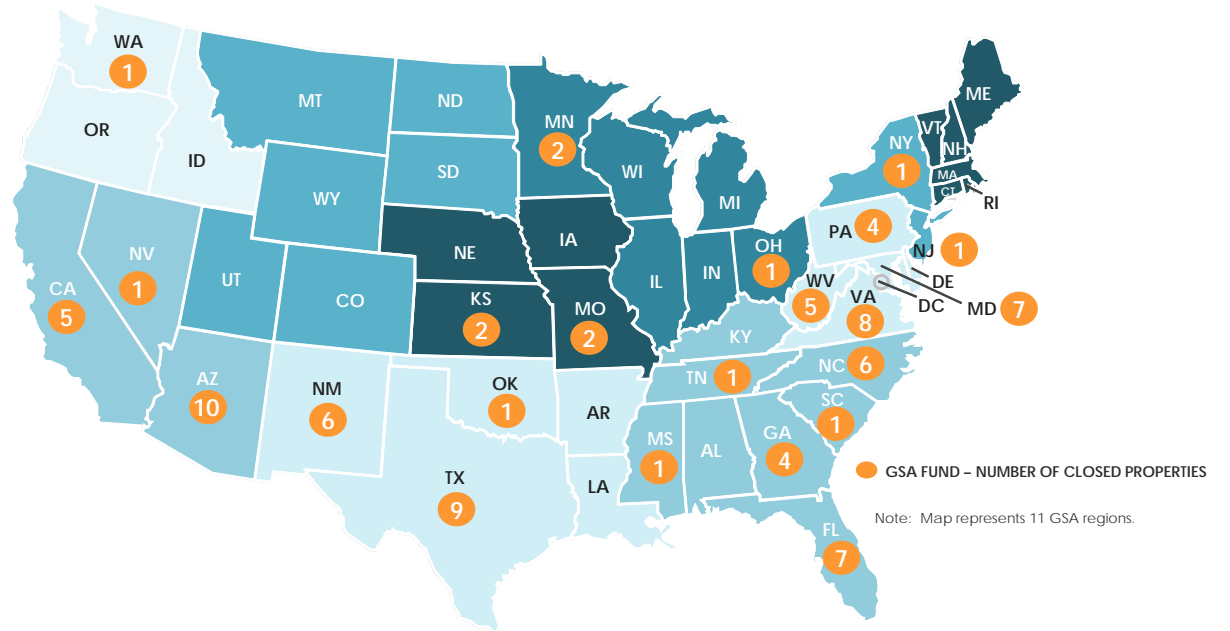 WA
1
OR
ID
MT
ND
SD
WY
NE
UT
CO
NV
1
CA
5
AZ
10
NM
6
KS
2
OK
1
TX
9
MN
2
IA
MO
2
AR
LA
WI
MI
IL
IN
OH
1
KY
TN
1
MS
1
AL
GA
4
FL
7
SC
1
NC
6
VA
8
WV
5
PA
4
NY
1
VT
NH
ME
MA
CT
RI
NJ
1
DE
DC
MD
7
GSA FUND – NUMBER OF CLOSED PROPERTIES
Note: Map represents 11 GSA regions.